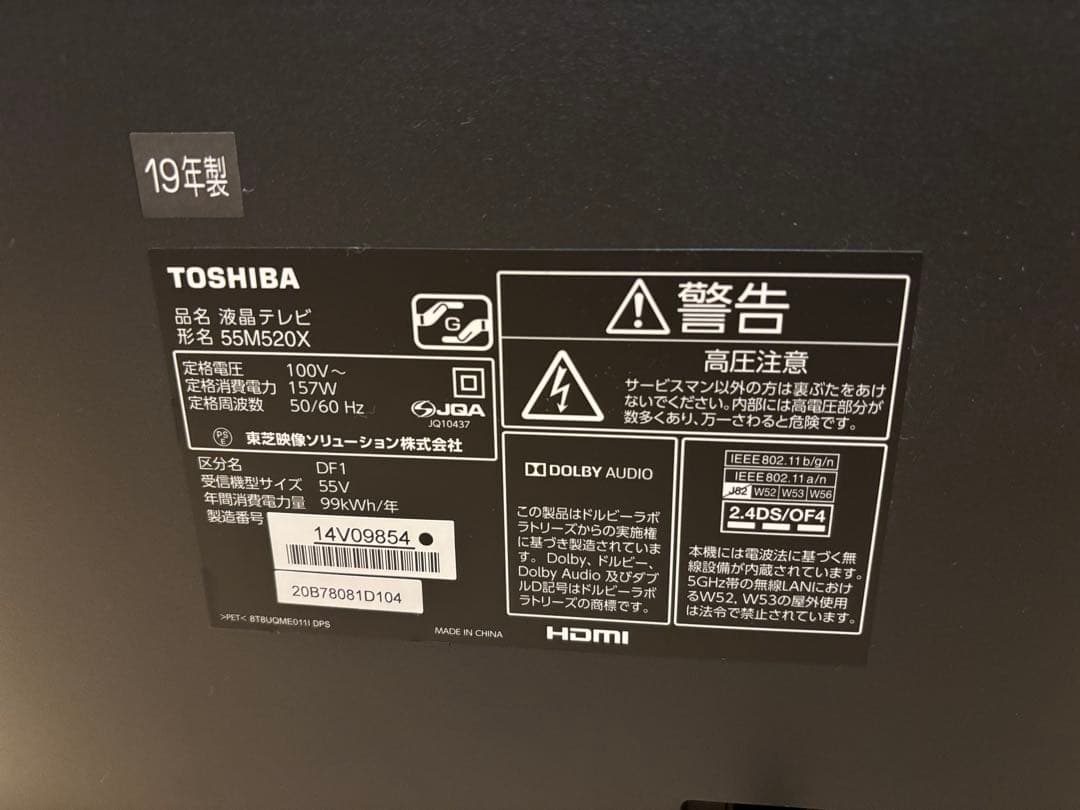 19年製
TOSHIBA
品名 液晶テレビ
形名 55M520X
G
定格電圧 100V～
定格消費電力 157W
定格周波数 50/60 Hz
JQA
JQ10437
PS
E
東芝映像ソリューション株式会社
区分名 DF1
受信機型サイズ 55V
年間消費電力量 99kWh/年
製造番号
14V09854
20B78081D104
>PET< 8T8UQME011I DPS
MADE IN CHINA
警告
高圧注意
サービスマン以外の方は裏ぶたをあけ
ないでください。内部には高電圧部分が
数多くあり、万一さわると危険です。
DOLBY AUDIO
この製品はドルビーラボ
ラトリーズからの実施権
に基づき製造されていま
す。 Dolby、ドルビー、
Dolby Audio 及びダブ
ルD記号はドルビーラボ
ラトリーズの商標です。
HDMI
IEEE802.11b/g/n
IEEE802.11a/n
J52 W52 W53 W56
2.4DS/OF4
本機には電波法に基づく無
線設備が内蔵されています。
5GHz帯の無線LANにおけ
るW52, W53の屋外使用
は法令で禁止されています。